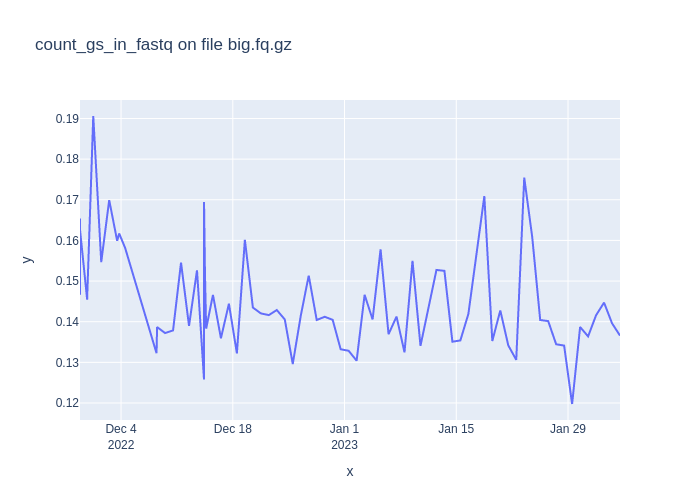 count_gs_in_fastq on file big.fq.gz
0.19
0.18
0.17
0.16
0.15
0.14
0.13
0.12
y
Dec 4
2022
Dec 18
Jan 1
2023
Jan 15
Jan 29
x